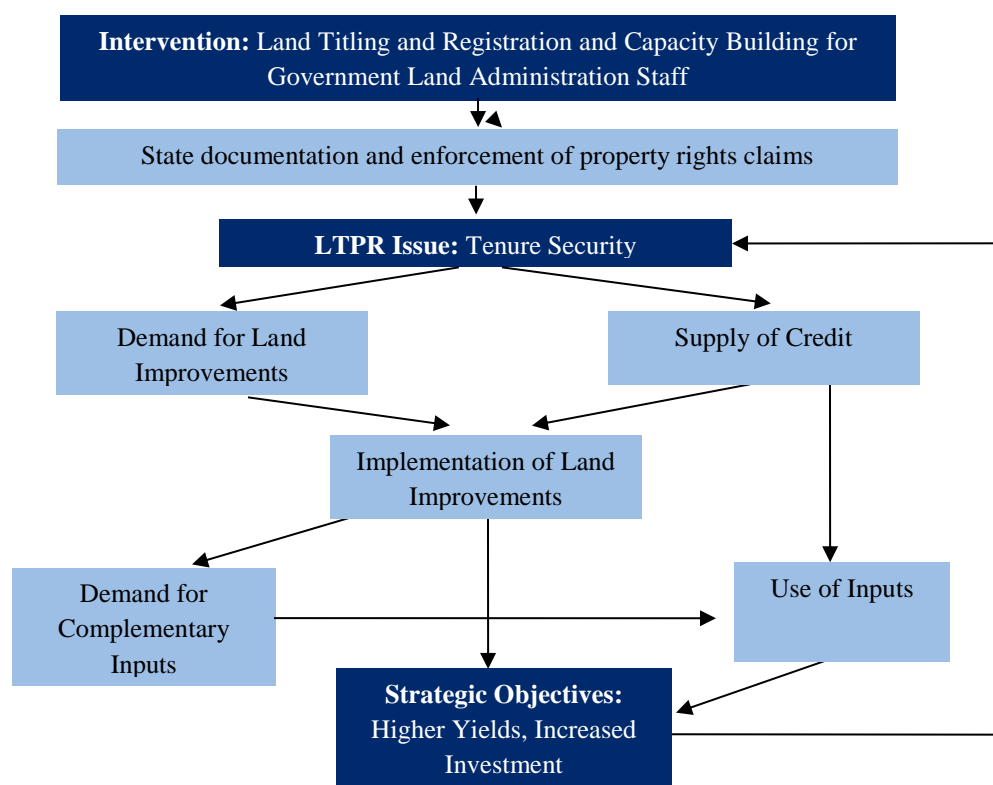 Intervention: Land Titling and Registration and Capacity Building for
Government Land Administration Staff
State documentation and enforcement of property rights claims
LTPR Issue: Tenure Security
Demand for Land
Improvements
Supply of Credit
Implementation of Land
Improvements
Demand for
Complementary
Inputs
Use of Inputs
Strategic Objectives:
Higher Yields, Increased
Investment